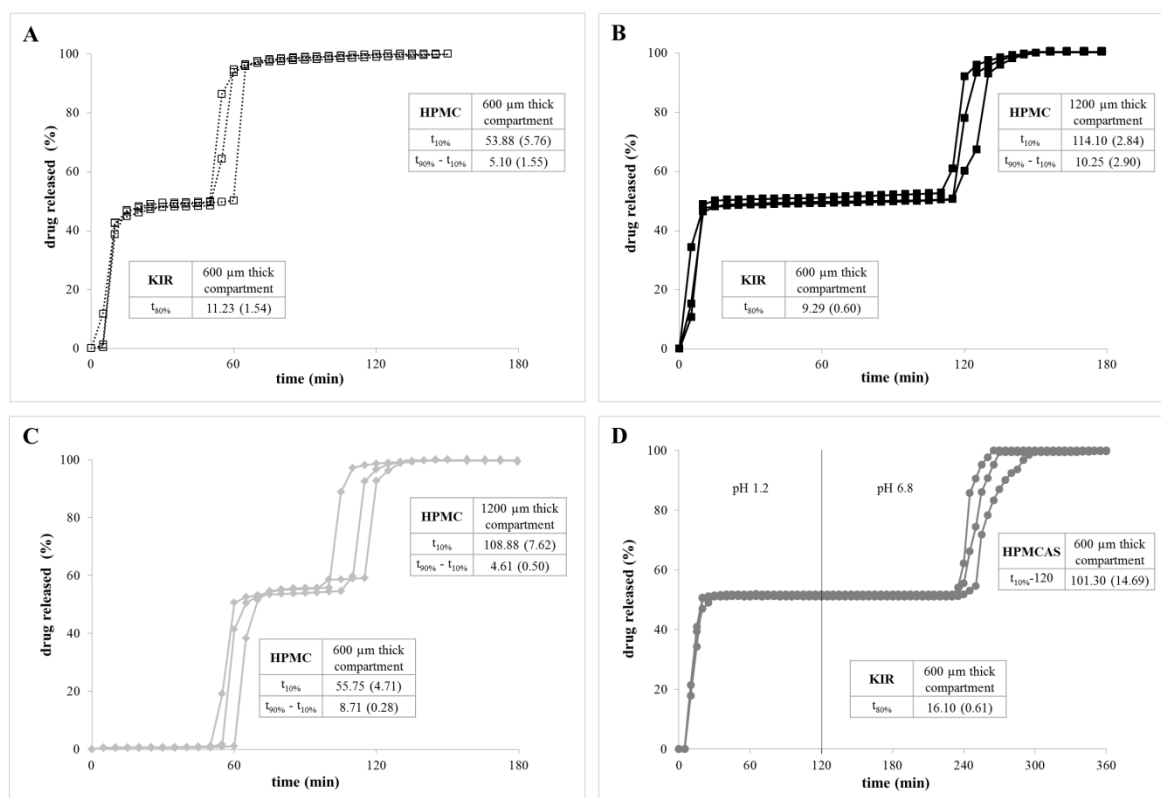 A
100
80
60
40
20
0
drug released (%)
HPMC 600 µm thick compartment
t10% 53.88 (5.76)
t90% - t10% 5.10 (1.55)
KIR 600 µm thick compartment
t80% 11.23 (1.54)
0 60 120 180
time (min)
B
100
80
60
40
20
0
drug released (%)
HPMC 1200 µm thick compartment
t10% 114.10 (2.84)
t90% - t10% 10.25 (2.90)
KIR 600 µm thick compartment
t80% 9.29 (0.60)
0 60 120 180
time (min)
C
100
80
60
40
20
0
drug released (%)
HPMC 1200 µm thick compartment
t10% 108.88 (7.62)
t90% - t10% 4.61 (0.50)
HPMC 600 µm thick compartment
t10% 55.75 (4.71)
t90% - t10% 8.71 (0.28)
0 60 120 180
time (min)
D
100
80
60
40
20
0
drug released (%)
pH 1.2 pH 6.8
HPMCAS 600 µm thick compartment
t10%-120 101.30 (14.69)
KIR 600 µm thick compartment
t80% 16.10 (0.61)
0 60 120 180 240 300 360
time (min)